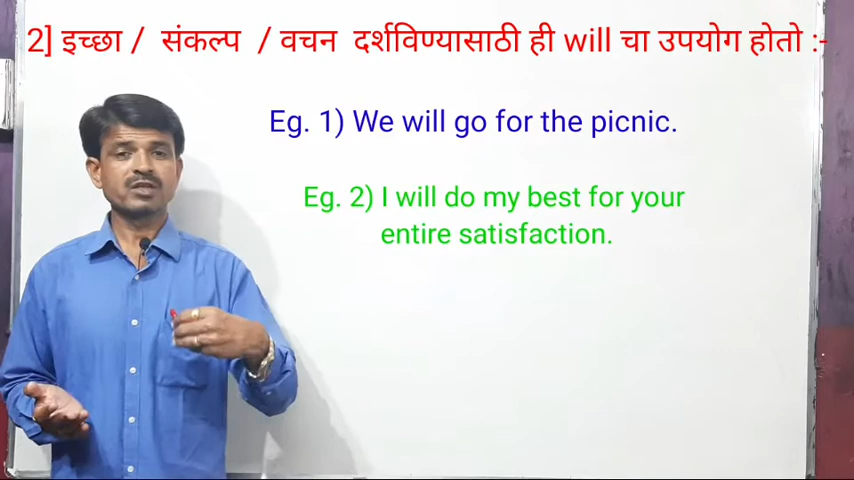 2] इच्छा / संकल्प / वचन दर्शविण्यासाठी ही will चा उपयोग होतो :-
Eg. 1) We will go for the picnic.
Eg. 2) I will do my best for your
entire satisfaction.